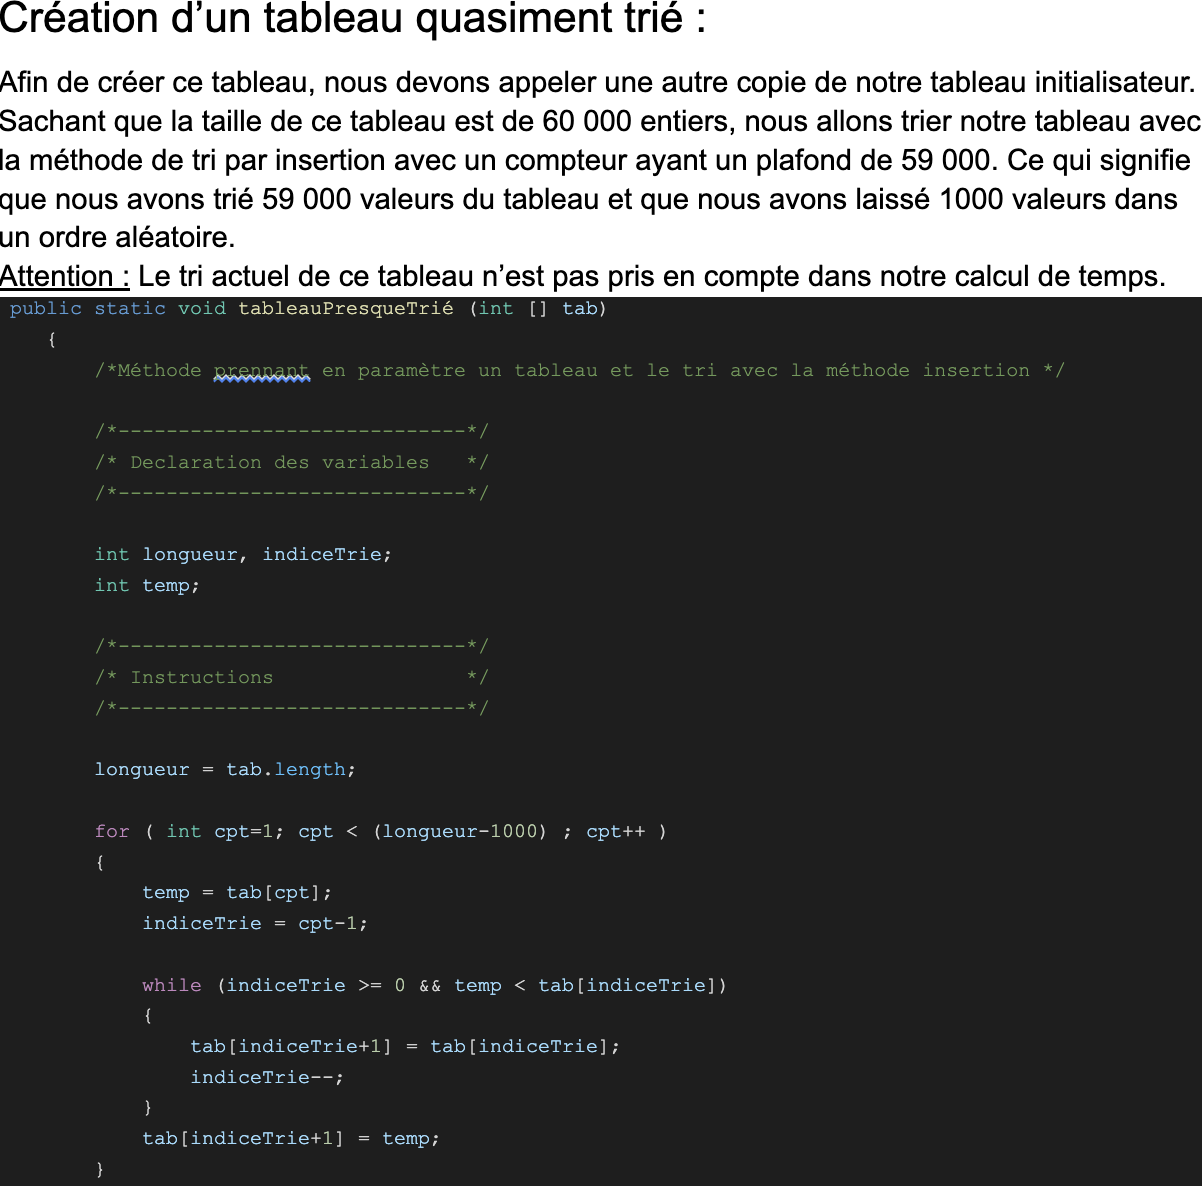 Création d’un tableau quasiment trié :
Afin de créer ce tableau, nous devons appeler une autre copie de notre tableau initialisateur.
Sachant que la taille de ce tableau est de 60 000 entiers, nous allons trier notre tableau avec
la méthode de tri par insertion avec un compteur ayant un plafond de 59 000. Ce qui signifie
que nous avons trié 59 000 valeurs du tableau et que nous avons laissé 1000 valeurs dans
un ordre aléatoire.
Attention : Le tri actuel de ce tableau n’est pas pris en compte dans notre calcul de temps.
public static void tableauPresqueTrié (int [] tab)
{
/*Méthode prennant en paramètre un tableau et le tri avec la méthode insertion */
/*-----------------------------*/
/* Declaration des variables   */
/*-----------------------------*/
int longueur, indiceTrie;
int temp;
/*-----------------------------*/
/* Instructions                */
/*-----------------------------*/
longueur = tab.length;
for ( int cpt=1; cpt < (longueur-1000) ; cpt++ )
{
temp = tab[cpt];
indiceTrie = cpt-1;
while (indiceTrie >= 0 && temp < tab[indiceTrie])
{
tab[indiceTrie+1] = tab[indiceTrie];
indiceTrie--;
}
tab[indiceTrie+1] = temp;
}